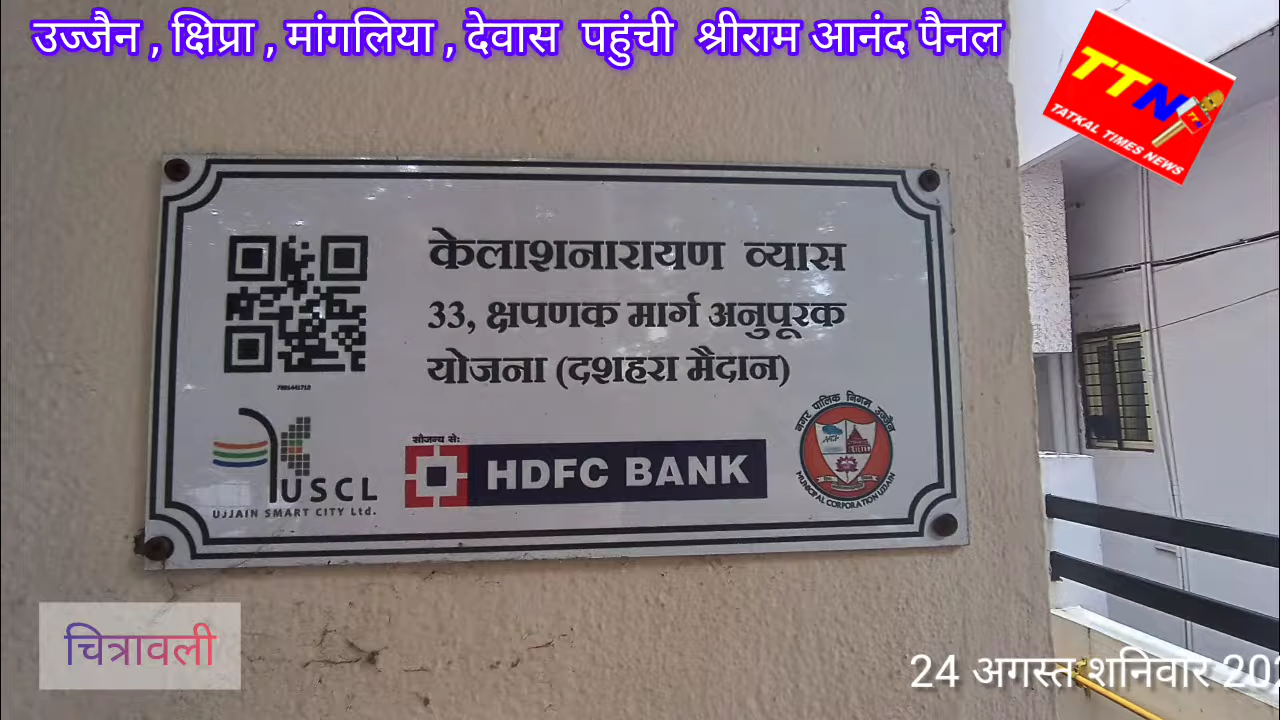 उज्जैन , क्षिप्रा , मांगलिया , देवास पहुंची श्रीराम आनंद पैनल
TTN
TATKAL TIMES NEWS
केलाशनारायण व्यास
33, क्षपणक मार्ग अनुपूरक
योजना (दशहरा मैदान)
नगर पालिक निगम उज्जैन
MUNICIPAL CORPORATION UJJAIN
सौजन्य से:
HDFC BANK
USCL
UJJAIN SMART CITY Ltd.
चित्रावली
24 अगस्त शनिवार 202